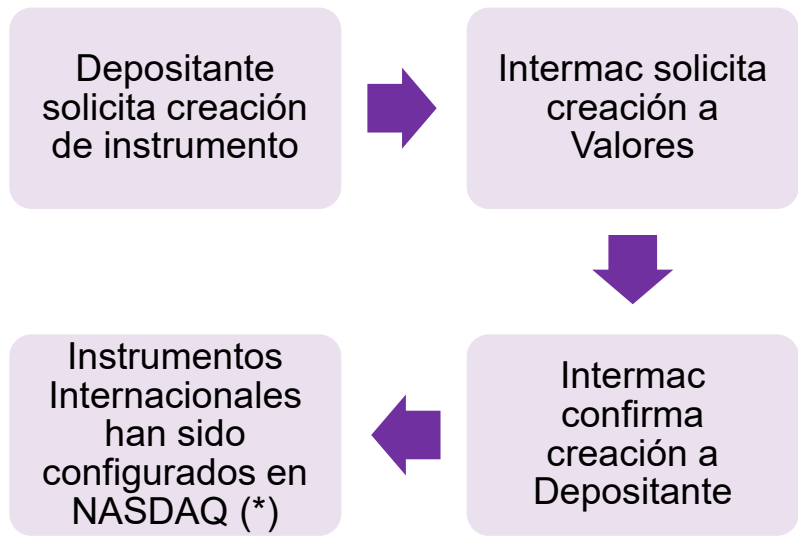 Depositante
solicita creación
de instrumento
Intermac solicita
creación a
Valores
Intermac
confirma
creación a
Depositante
Instrumentos
Internacionales
han sido
configurados en
NASDAQ (*)